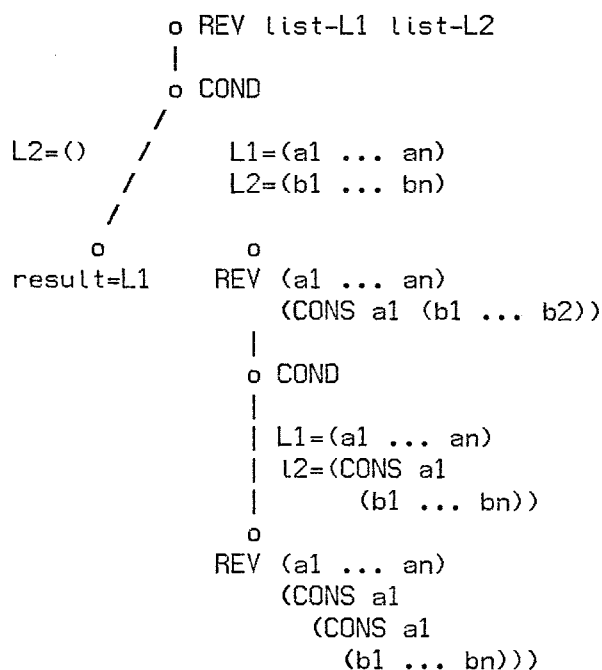 o REV list-L1 list-L2
|
o COND
/
L2=() / L1=(a1 ... an)
/ L2=(b1 ... bn)
/
o o
result=L1 REV (a1 ... an)
(CONS a1 (b1 ... b2))
|
o COND
|
| L1=(a1 ... an)
| l2=(CONS a1
| (b1 ... bn))
o
REV (a1 ... an)
(CONS a1
(CONS a1
(b1 ... bn)))